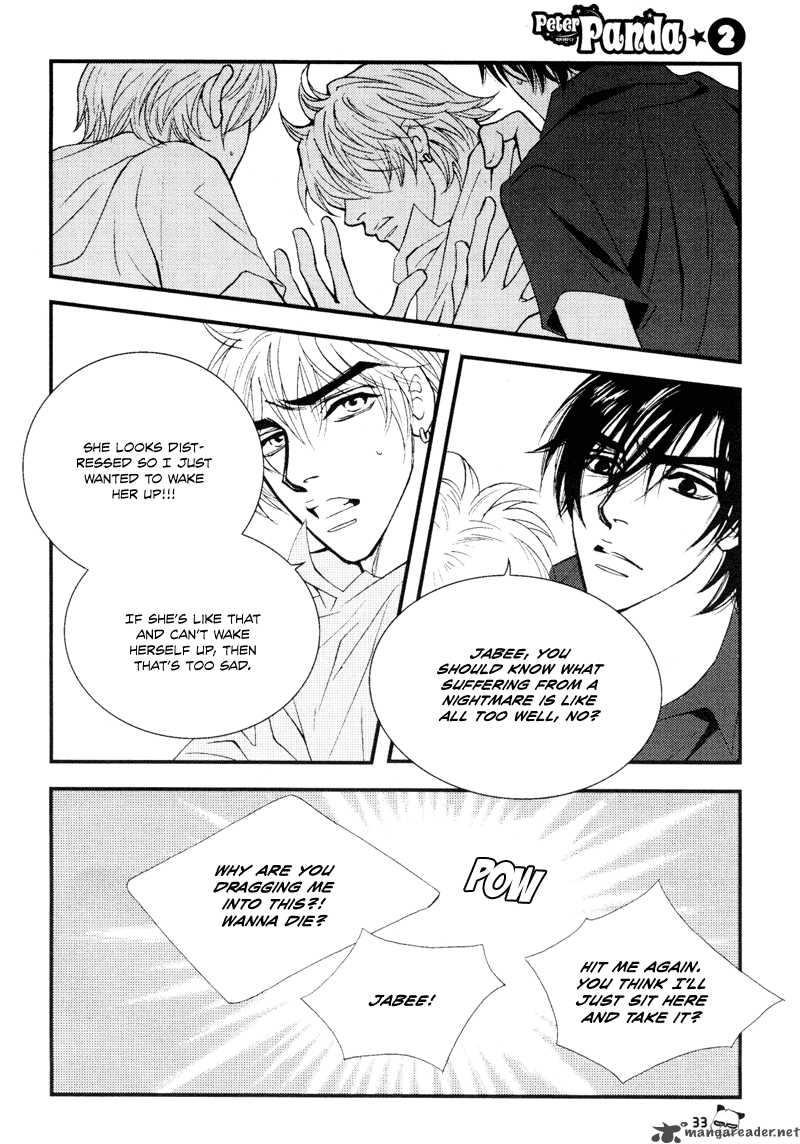 Peter
Panda ★ 2
SHE LOOKS DIST-
RESSED SO I JUST
WANTED TO WAKE
HER UP!!!
IF SHE'S LIKE THAT
AND CAN'T WAKE
HERSELF UP, THEN
THAT'S TOO SAD.
JABEE, YOU
SHOULD KNOW WHAT
SUFFERING FROM A
NIGHTMARE IS LIKE
ALL TOO WELL, NO?
WHY ARE YOU
DRAGGING ME
INTO THIS?!
WANNA DIE?
POW
JABEE!
HIT ME AGAIN.
YOU THINK I'LL
JUST SIT HERE
AND TAKE IT?
33
mangareader.net